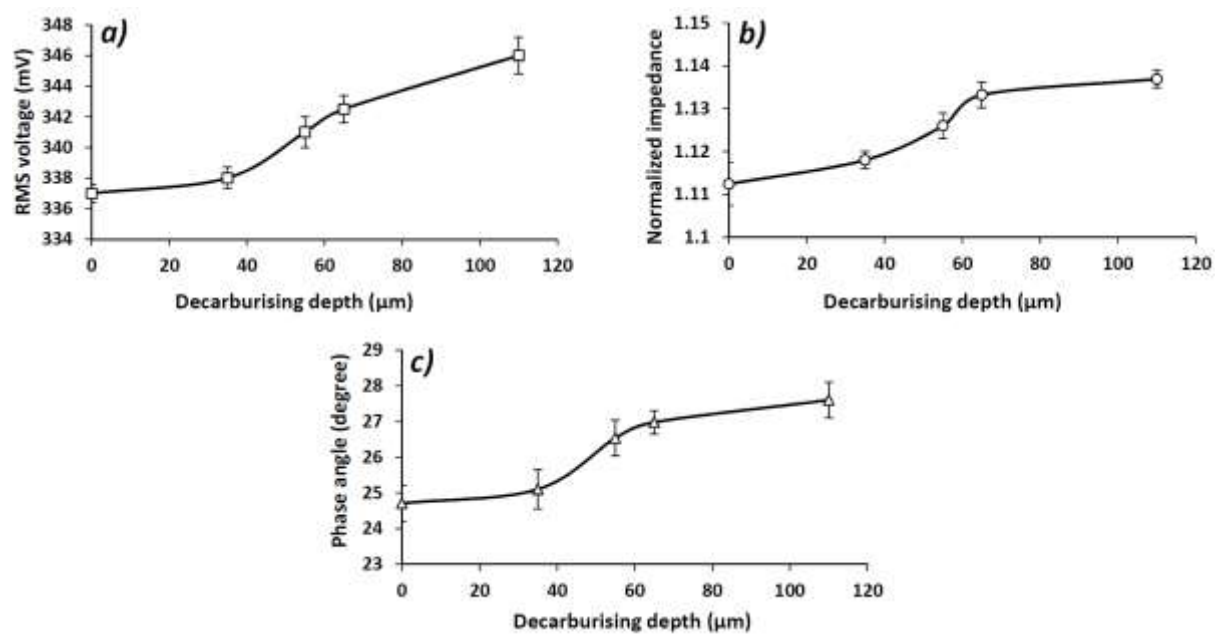 a)
RMS voltage (mV)
348
346
344
342
340
338
336
334
0 20 40 60 80 100 120
Decarburising depth (µm)
b)
Normalized impedance
1.15
1.14
1.13
1.12
1.11
1.1
0 20 40 60 80 100 120
Decarburising depth (µm)
c)
Phase angle (degree)
29
28
27
26
25
24
23
0 20 40 60 80 100 120
Decarburising depth (µm)